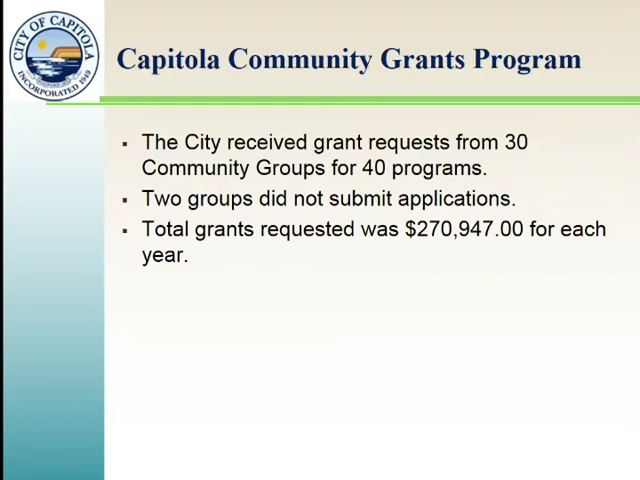 CITY OF CAPITOLA
INCORPORATED 1949
Capitola Community Grants Program
▪ The City received grant requests from 30
Community Groups for 40 programs.
▪ Two groups did not submit applications.
▪ Total grants requested was $270,947.00 for each
year.